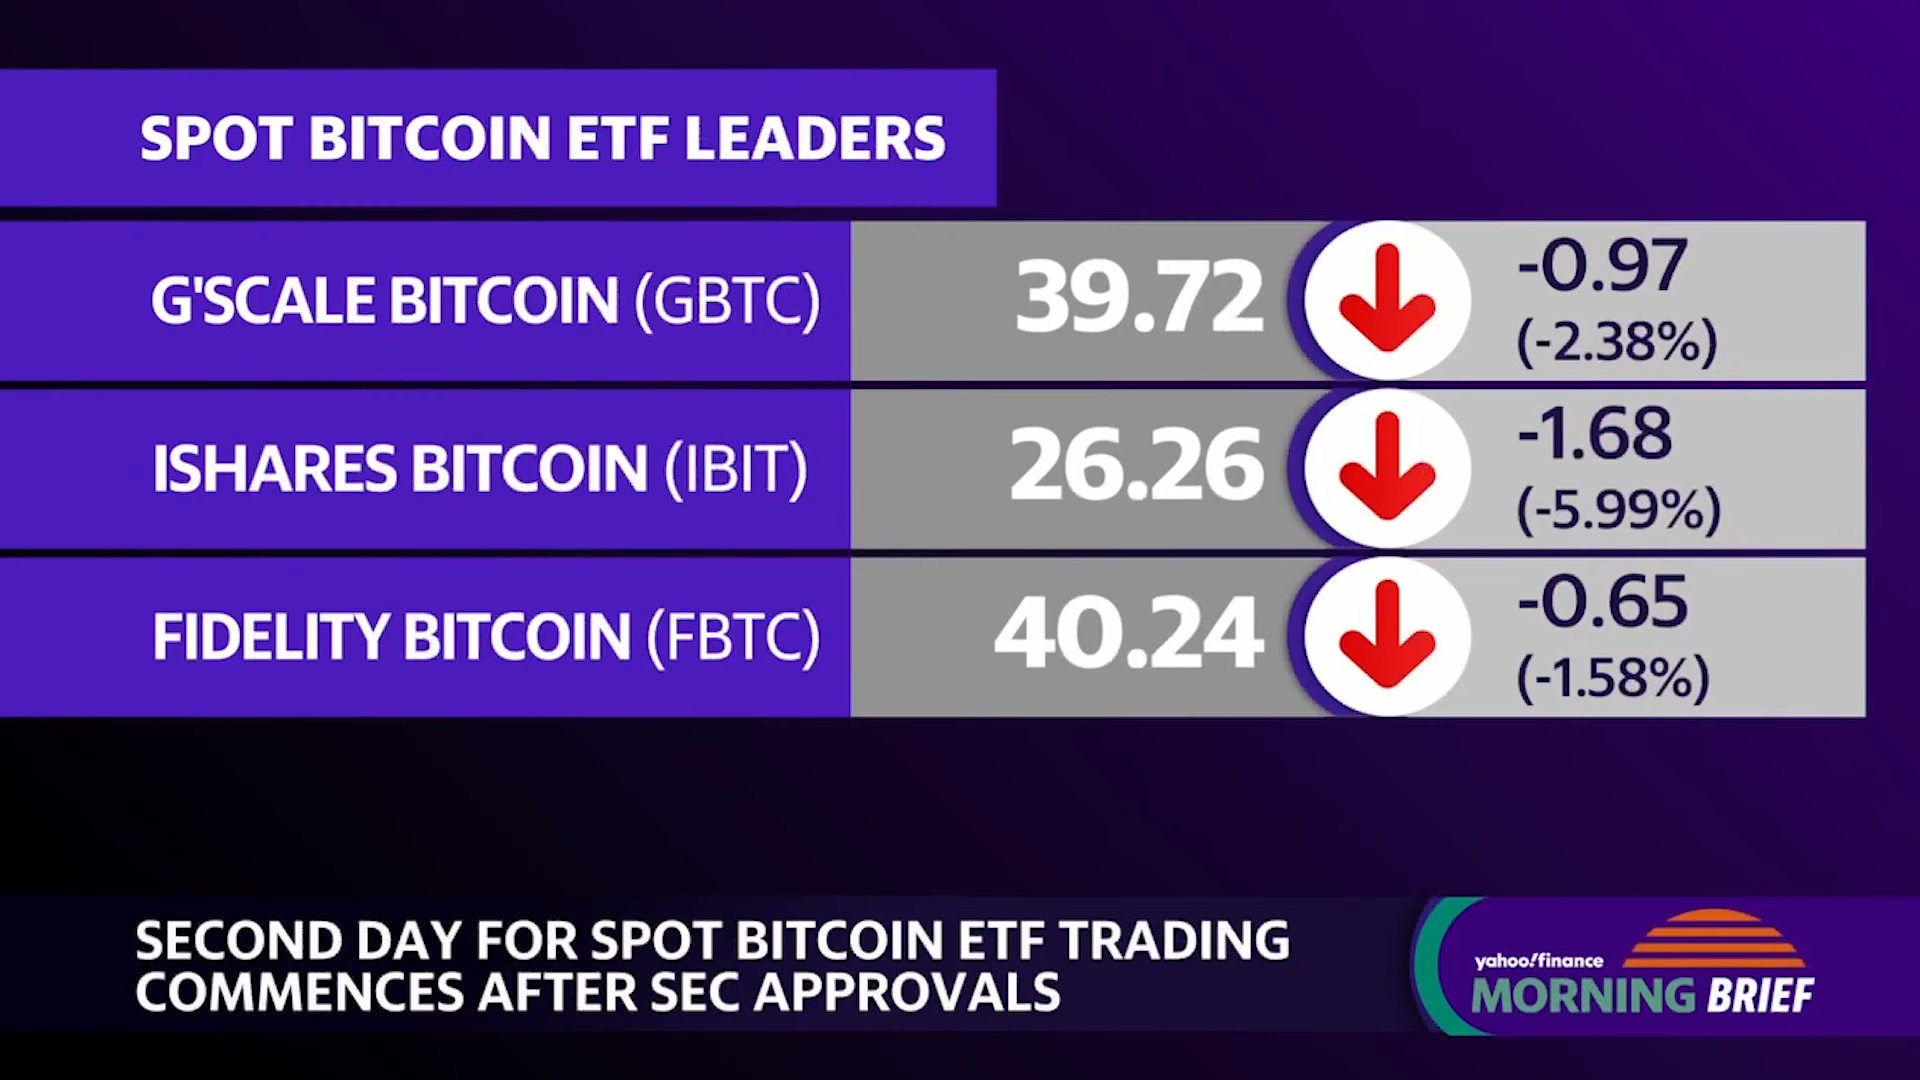 SPOT BITCOIN ETF LEADERS
G'SCALE BITCOIN (GBTC) 39.72 -0.97 (-2.38%)
ISHARES BITCOIN (IBIT) 26.26 -1.68 (-5.99%)
FIDELITY BITCOIN (FBTC) 40.24 -0.65 (-1.58%)
SECOND DAY FOR SPOT BITCOIN ETF TRADING
COMMENCES AFTER SEC APPROVALS
yahoo!finance
MORNING BRIEF